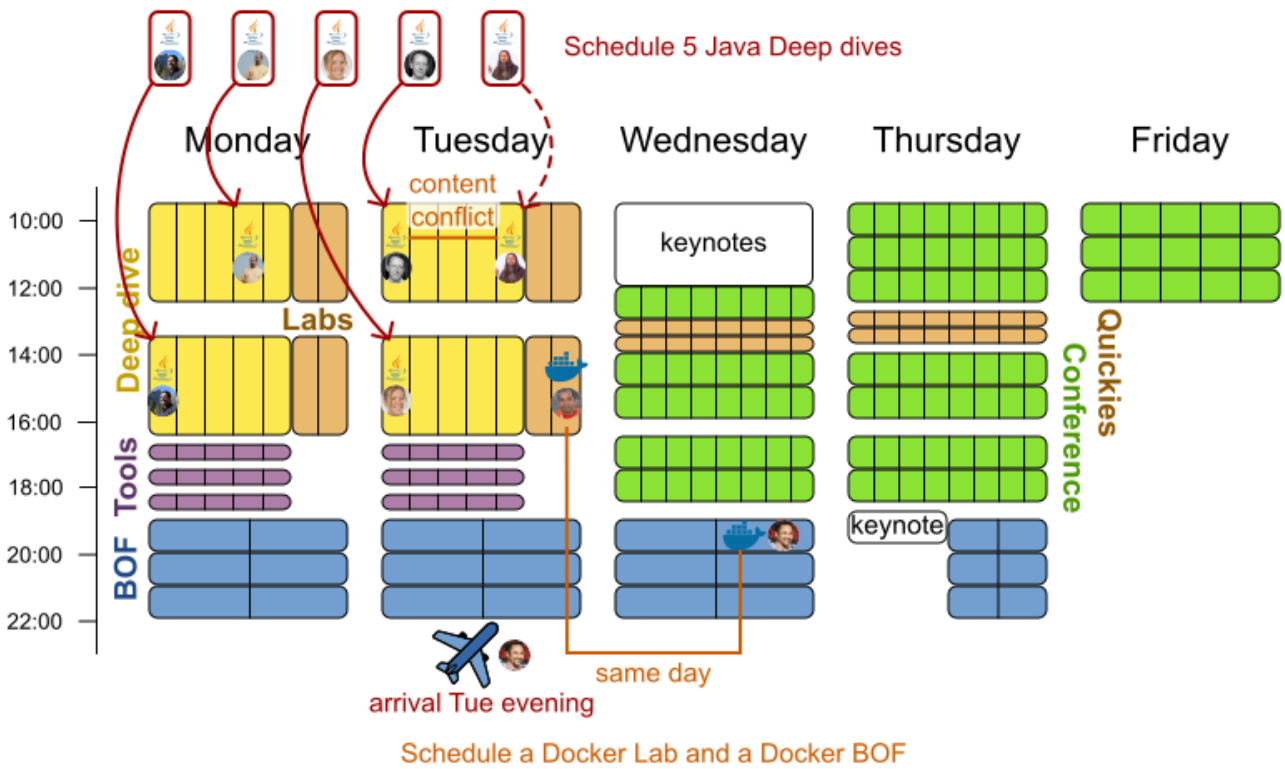 Schedule 5 Java Deep dives
Monday
Tuesday
Wednesday
Thursday
Friday
content
conflict
10:00
12:00
14:00
16:00
18:00
20:00
22:00
keynotes
Deep dive
Labs
Tools
BOF
Quickies
Conference
keynote
same day
arrival Tue evening
Schedule a Docker Lab and a Docker BOF